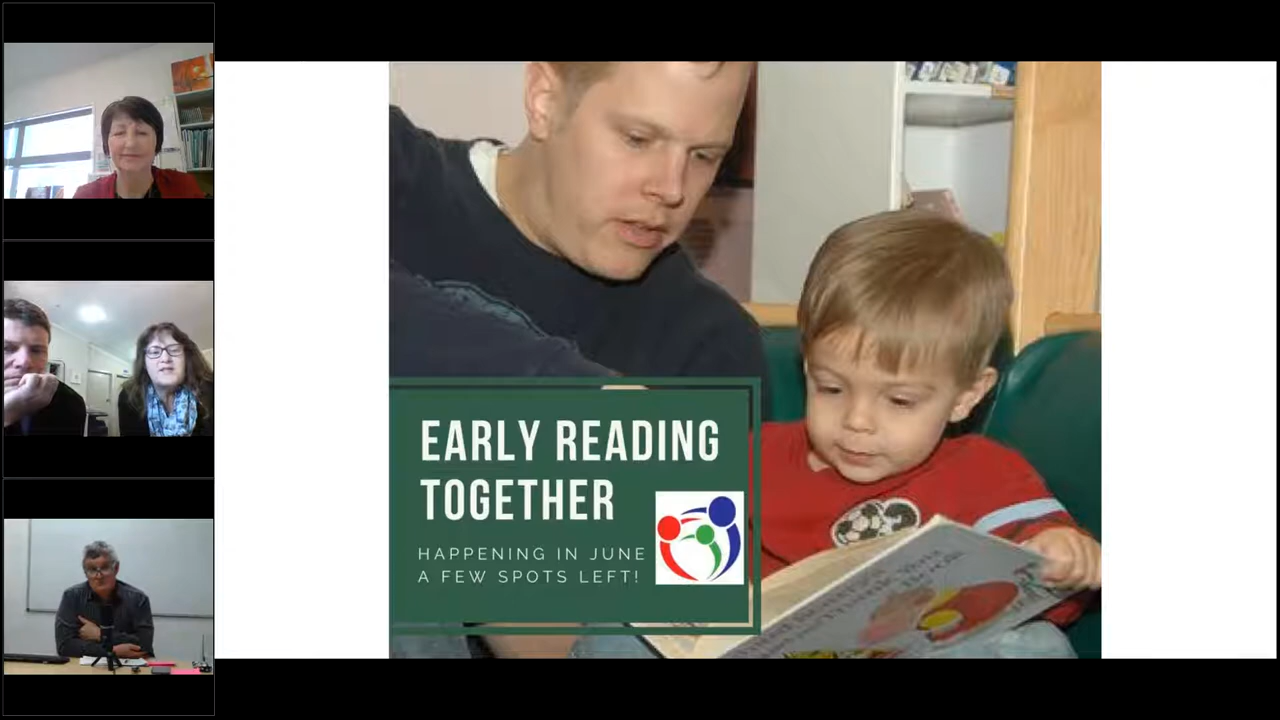 EARLY READING
TOGETHER
HAPPENING IN JUNE
A FEW SPOTS LEFT!